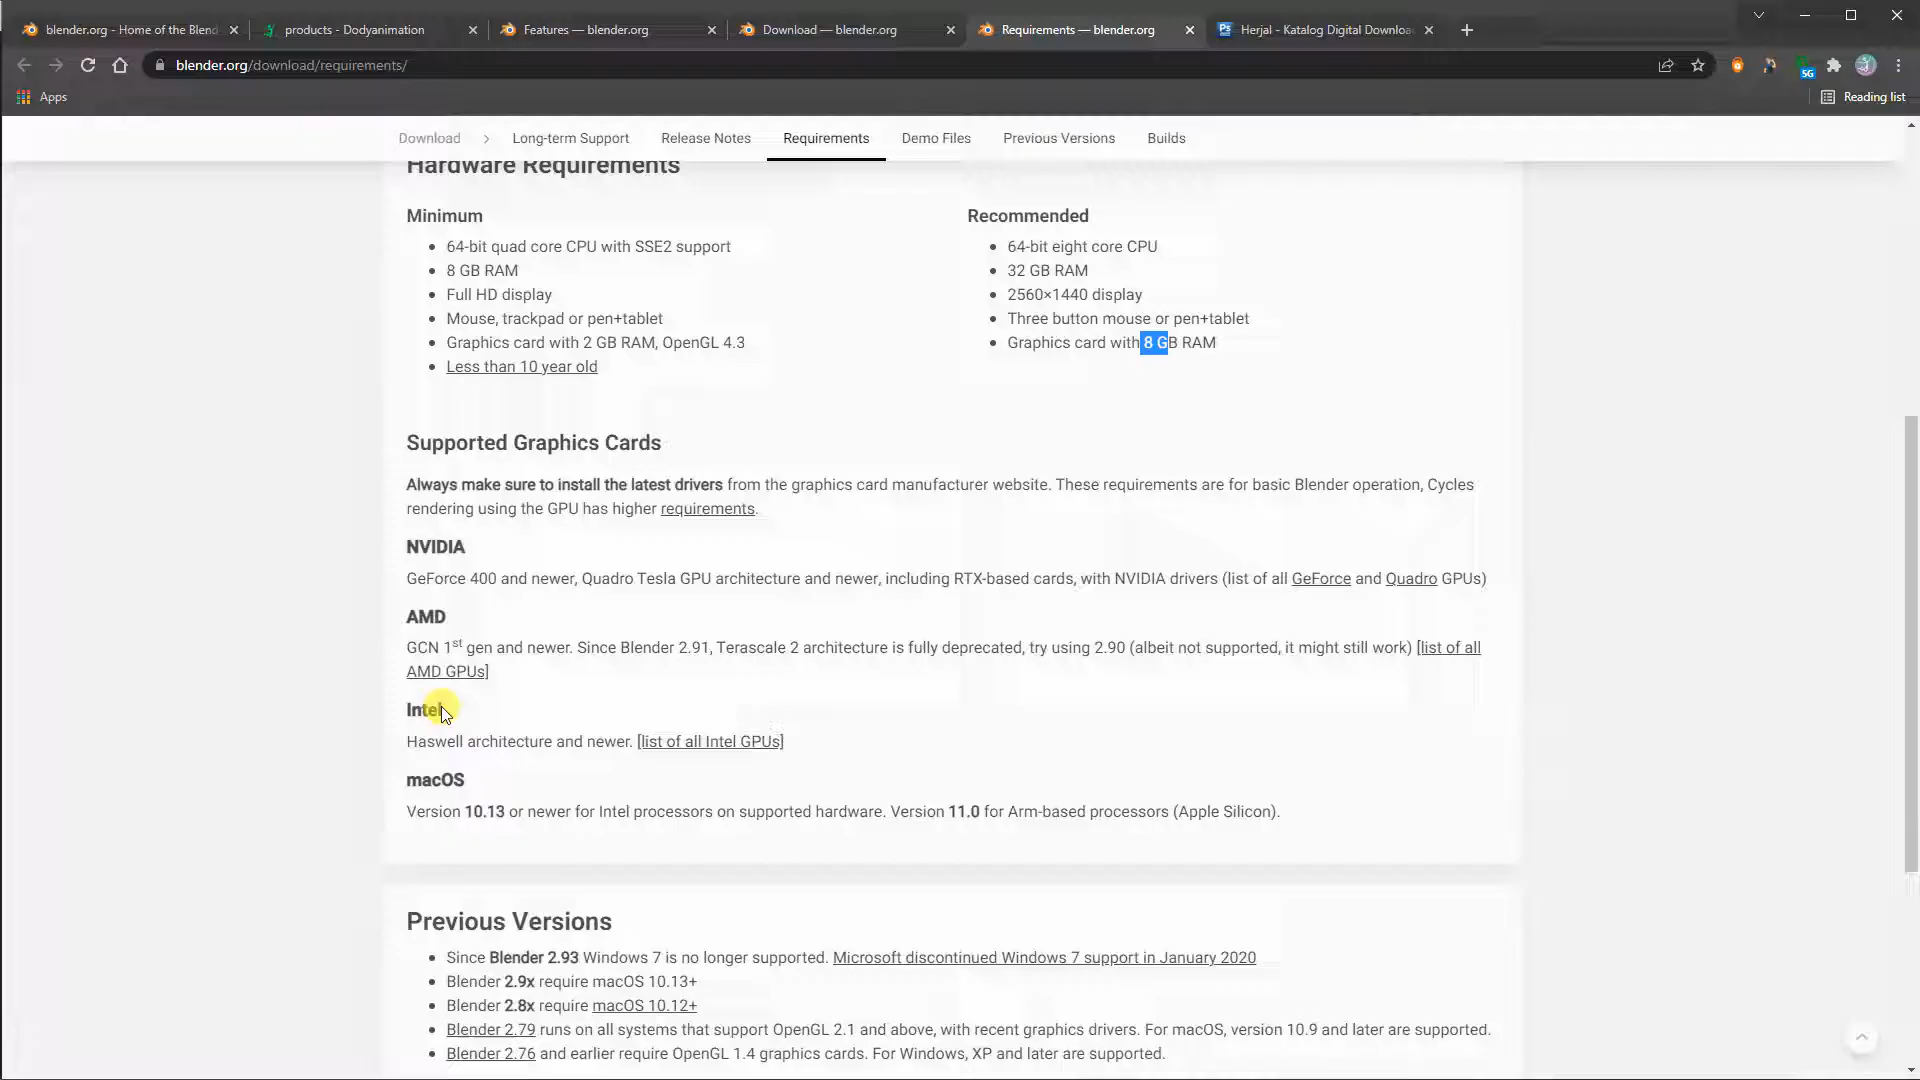 blender.org - Home of the Blend
products - Dodyanimation
Features — blender.org
Download — blender.org
Requirements — blender.org
Herjal - Katalog Digital Downloa
blender.org/download/requirements/
5G
Apps
Reading list
Download > Long-term Support Release Notes Requirements Demo Files Previous Versions Builds
Hardware Requirements
Minimum
• 64-bit quad core CPU with SSE2 support
• 8 GB RAM
• Full HD display
• Mouse, trackpad or pen+tablet
• Graphics card with 2 GB RAM, OpenGL 4.3
• Less than 10 year old
Recommended
• 64-bit eight core CPU
• 32 GB RAM
• 2560×1440 display
• Three button mouse or pen+tablet
• Graphics card with 8 GB RAM
Supported Graphics Cards
Always make sure to install the latest drivers from the graphics card manufacturer website. These requirements are for basic Blender operation, Cycles
rendering using the GPU has higher requirements.
NVIDIA
GeForce 400 and newer, Quadro Tesla GPU architecture and newer, including RTX-based cards, with NVIDIA drivers (list of all GeForce and Quadro GPUs)
AMD
GCN 1st gen and newer. Since Blender 2.91, Terascale 2 architecture is fully deprecated, try using 2.90 (albeit not supported, it might still work) [list of all
AMD GPUs]
Intel
Haswell architecture and newer. [list of all Intel GPUs]
macOS
Version 10.13 or newer for Intel processors on supported hardware. Version 11.0 for Arm-based processors (Apple Silicon).
Previous Versions
• Since Blender 2.93 Windows 7 is no longer supported. Microsoft discontinued Windows 7 support in January 2020
• Blender 2.9x require macOS 10.13+
• Blender 2.8x require macOS 10.12+
• Blender 2.79 runs on all systems that support OpenGL 2.1 and above, with recent graphics drivers. For macOS, version 10.9 and later are supported.
• Blender 2.76 and earlier require OpenGL 1.4 graphics cards. For Windows, XP and later are supported.